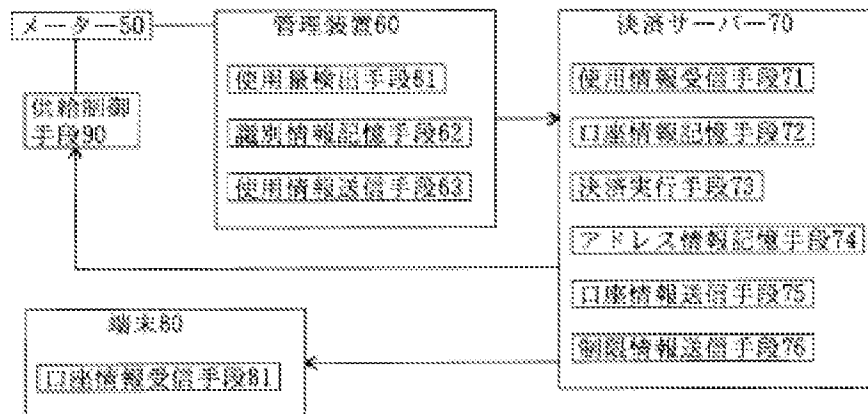 メーター50
供給制御
手段90
管理装置60
使用量検出手段61
識別情報記憶手段62
使用情報送信手段63
決済サーバー70
使用情報受信手段71
口座情報記憶手段72
決済実行手段73
アドレス情報記憶手段74
口座情報送信手段75
制限情報送信手段76
端末80
口座情報受信手段81